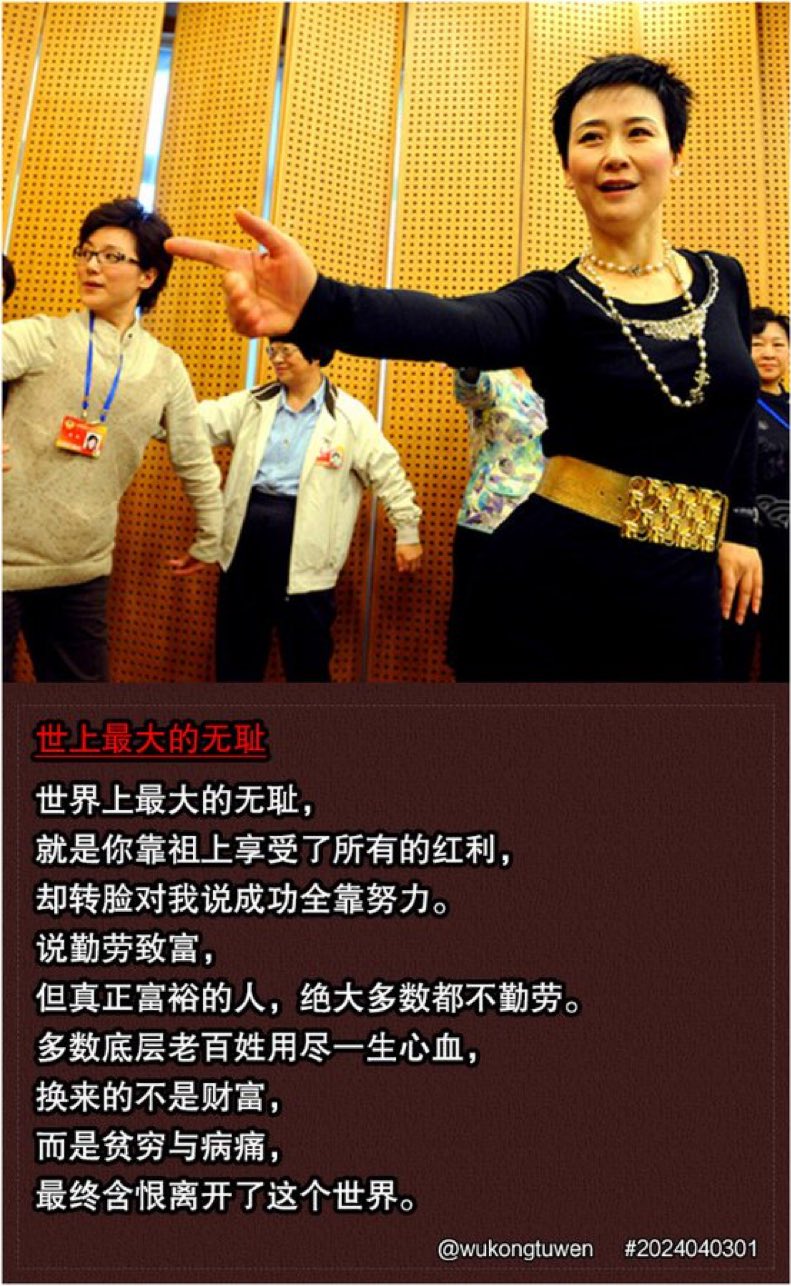 世上最大的无耻
世界上最大的无耻，
就是你靠祖上享受了所有的红利，
却转脸对我说成功全靠努力。
说勤劳致富，
但真正富裕的人，绝大多数都不勤劳。
多数底层老百姓用尽一生心血，
换来的不是财富，
而是贫穷与病痛，
最终含恨离开了这个世界。
@wukongtuwen #2024040301